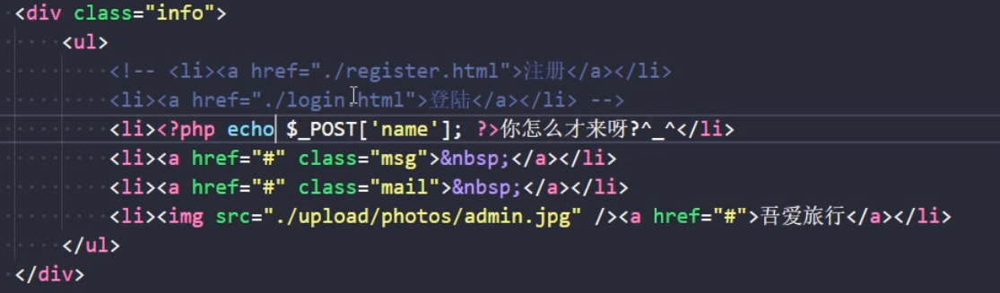 <div class="info">
<ul>
<!-- <li><a href="./register.html">注册</a></li>
<li><a href="./login.html">登陆</a></li> -->
<li><?php echo $_POST['name']; ?>你怎么才来呀?^_^</li>
<li><a href="#" class="msg">&nbsp;</a></li>
<li><a href="#" class="mail">&nbsp;</a></li>
<li><img src="./upload/photos/admin.jpg" /><a href="#">吾爱旅行</a></li>
</ul>
</div>